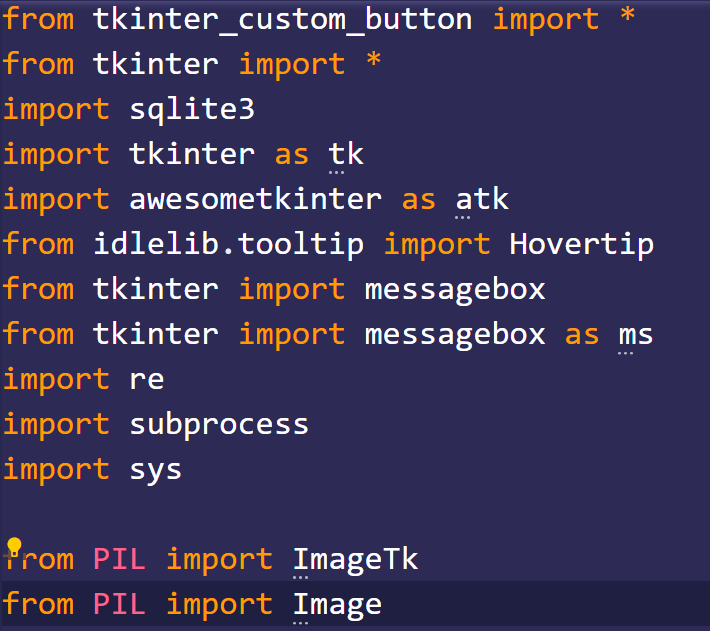 from tkinter_custom_button import *
from tkinter import *
import sqlite3
import tkinter as tk
import awesometkinter as atk
from idlelib.tooltip import Hovertip
from tkinter import messagebox
from tkinter import messagebox as ms
import re
import subprocess
import sys
from PIL import ImageTk
from PIL import Image